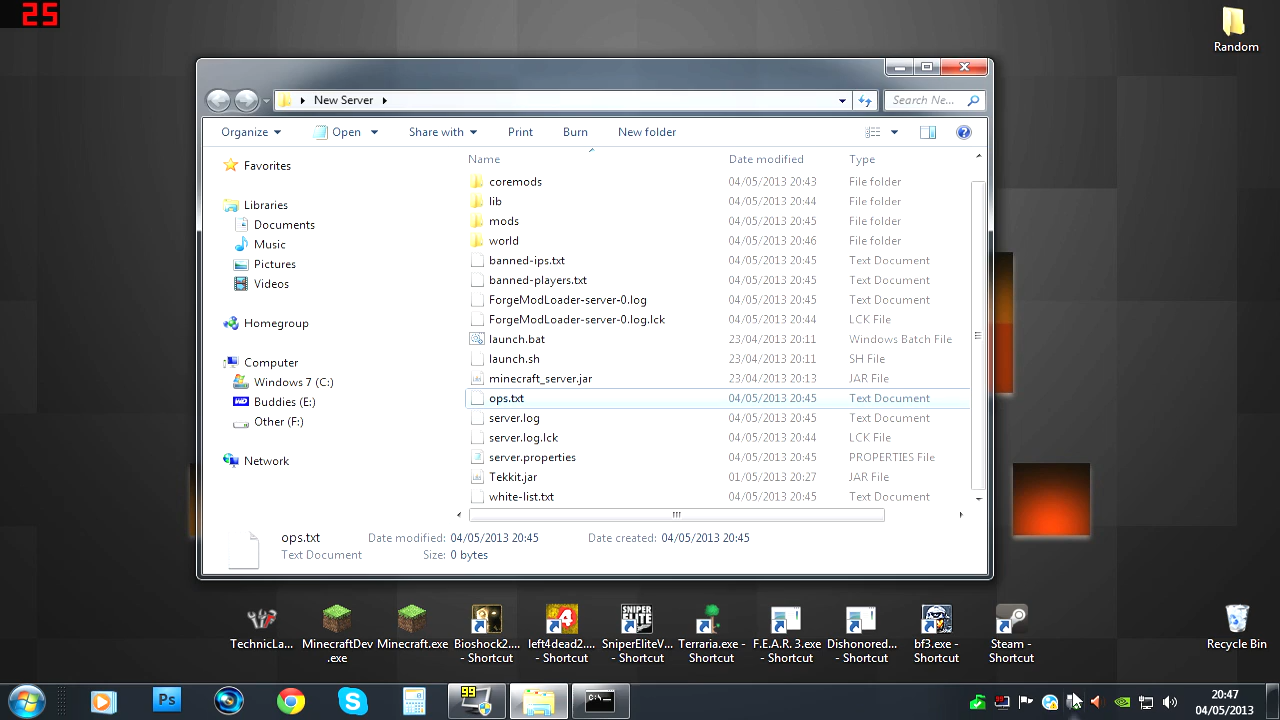 25
Random
New Server
Search Ne...
Organize
Open
Share with
Print
Burn
New folder
Name
Date modified
Type
Favorites
Libraries
Documents
Music
Pictures
Videos
Homegroup
Computer
Windows 7 (C:)
Buddies (E:)
Other (F:)
Network
coremods 04/05/2013 20:43 File folder
lib 04/05/2013 20:44 File folder
mods 04/05/2013 20:45 File folder
world 04/05/2013 20:46 File folder
banned-ips.txt 04/05/2013 20:45 Text Document
banned-players.txt 04/05/2013 20:45 Text Document
ForgeModLoader-server-0.log 04/05/2013 20:45 Text Document
ForgeModLoader-server-0.log.lck 04/05/2013 20:44 LCK File
launch.bat 23/04/2013 20:11 Windows Batch File
launch.sh 23/04/2013 20:11 SH File
minecraft_server.jar 23/04/2013 20:13 JAR File
ops.txt 04/05/2013 20:45 Text Document
server.log 04/05/2013 20:45 Text Document
server.log.lck 04/05/2013 20:44 LCK File
server.properties 04/05/2013 20:45 PROPERTIES File
Tekkit.jar 01/05/2013 20:27 JAR File
white-list.txt 04/05/2013 20:45 Text Document
ops.txt Date modified: 04/05/2013 20:45 Date created: 04/05/2013 20:45
Text Document Size: 0 bytes
TechnicLa...
MinecraftDev
.exe
Minecraft.exe
Bioshock2....
- Shortcut
left4dead2....
- Shortcut
SniperEliteV...
- Shortcut
Terraria.exe -
Shortcut
F.E.A.R. 3.exe
- Shortcut
Dishonored....
- Shortcut
bf3.exe -
Shortcut
Steam -
Shortcut
Recycle Bin
Ps
99
20:47
04/05/2013